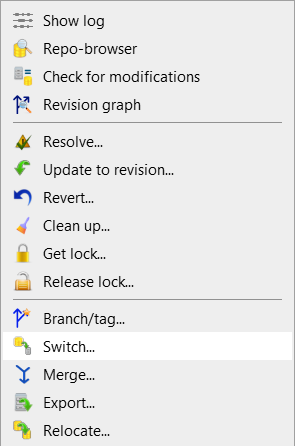 Show log
Repo-browser
Check for modifications
Revision graph
Resolve...
Update to revision...
Revert...
Clean up...
Get lock...
Release lock...
Branch/tag...
Switch...
Merge...
Export...
Relocate...